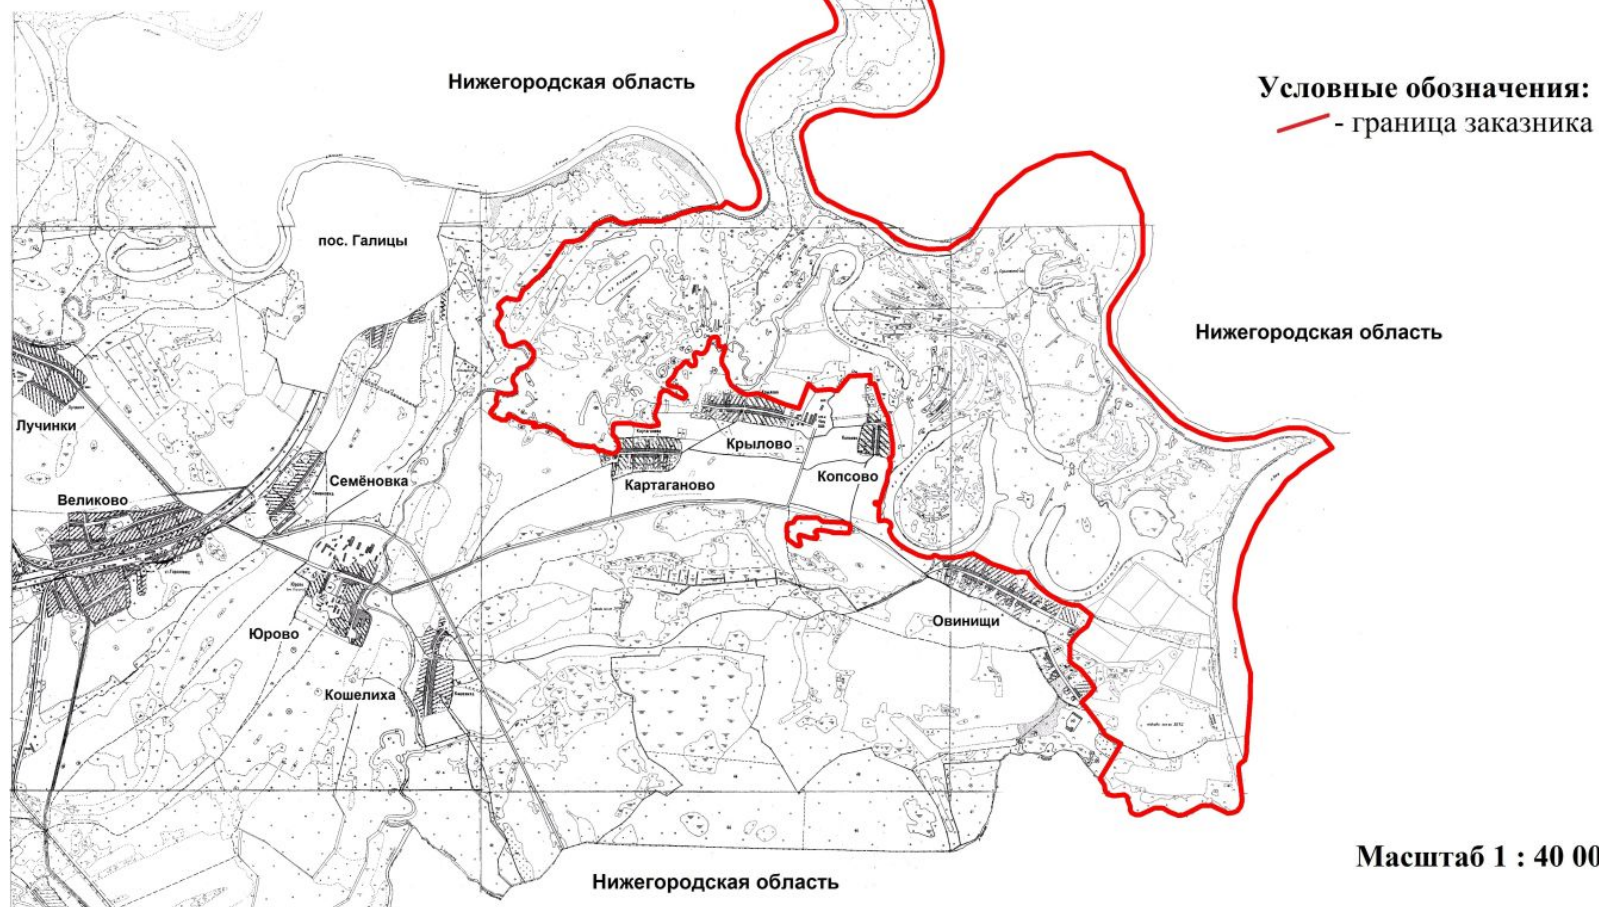 Нижегородская область
Условные обозначения:
- граница заказника
пос. Галицы
Нижегородская область
Лучинки
Крылово
Семёновка
Картаганово
Копсово
Великово
Овинищи
Юрово
Кошелиха
Масштаб 1 : 40 00
Нижегородская область